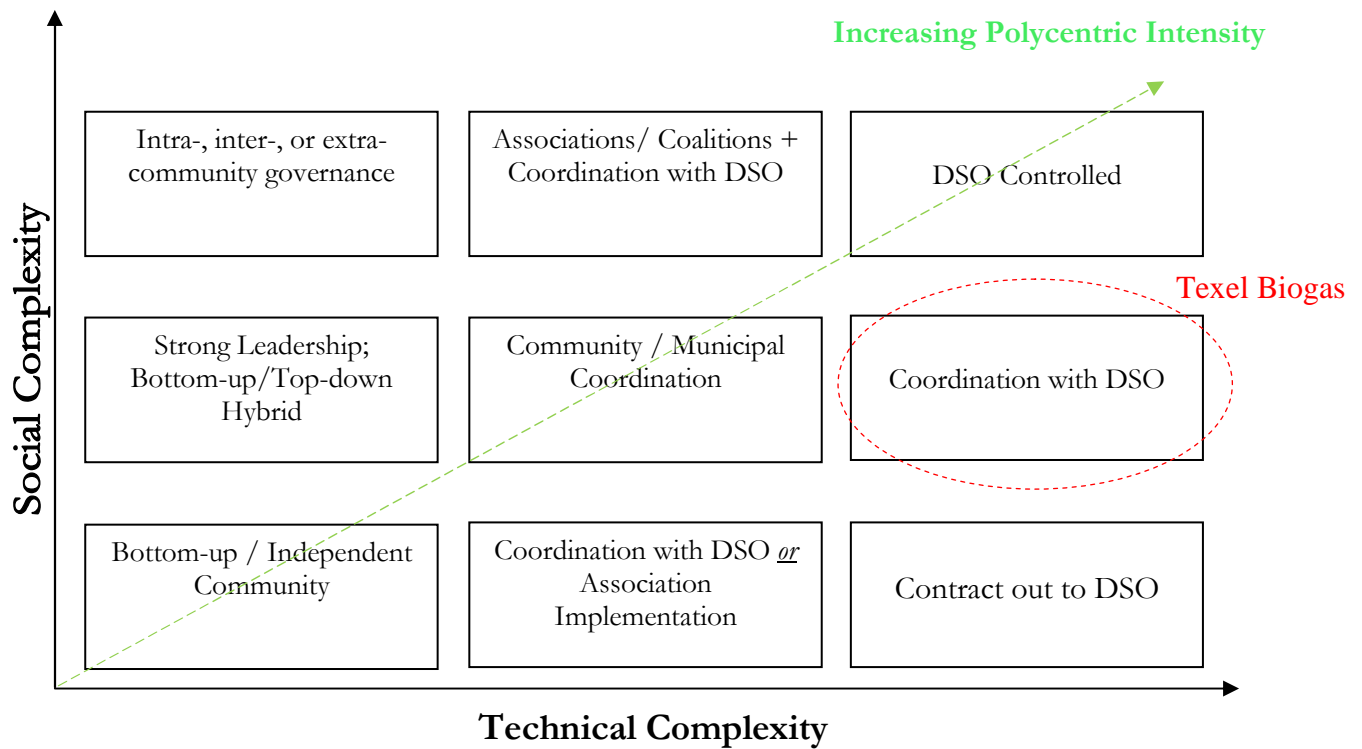 Increasing Polycentric Intensity
Intra-, inter-, or extra-
community governance
Associations/ Coalitions +
Coordination with DSO
DSO Controlled
Texel Biogas
Strong Leadership;
Bottom-up/Top-down
Hybrid
Community / Municipal
Coordination
Coordination with DSO
Social Complexity
Bottom-up / Independent
Community
Coordination with DSO or
Association
Implementation
Contract out to DSO
Technical Complexity